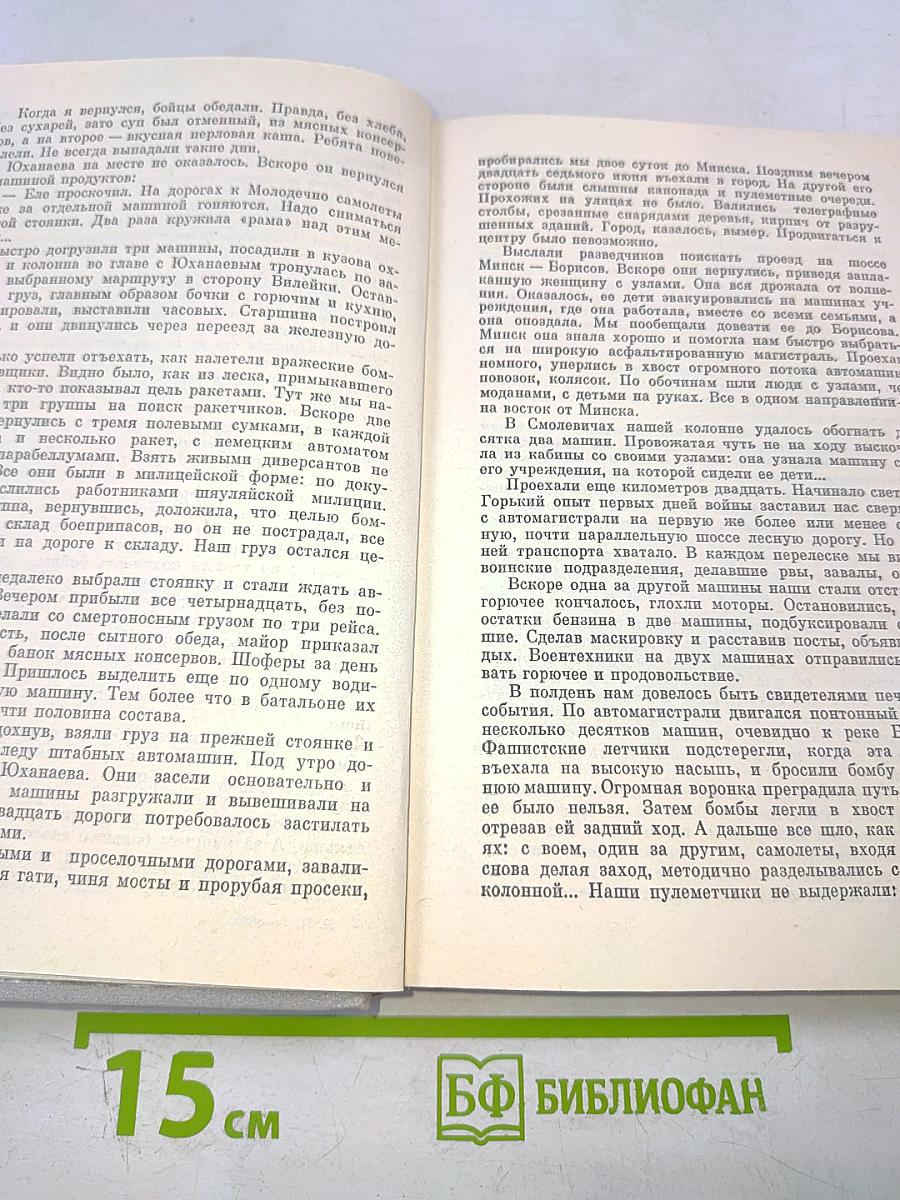 Когда я вернулся, бойцы обедали. Правда, без хлеба,
без сухарей, зато суп был отменный, из мясных консер-
ов, а на второе — вкусная перловая каша. Ребята пове-
лели. Не всегда выпадали такие дни.
Юханаева на месте не оказалось. Вскоре он вернулся
машиной продуктов:
— Еле проскочил. На дорогах к Молодечно самолеты
же за отдельной машиной гоняются. Надо сниматься
той стоянки. Два раза кружила «рама» над этим ме-
...
ыстро догрузили три машины, посадили в кузова ох-
и колонна во главе с Юханаевым тронулась по за-
выбранному маршруту в сторону Вилейки. Остав-
груз, главным образом бочки с горючим и кухню,
ировали, выставили часовых. Старшина построил
, и они двинулись через переезд за железную до-
ько успели отъехать, как налетели вражеские бом-
вщики. Видно было, как из леска, примыкавшего
кто-то показывал цель ракетами. Тут же мы на-
три группы на поиск ракетчиков. Вскоре две
ернулись с тремя полевыми сумками, в каждой
а и несколько ракет, с немецким автоматом
парабеллумами. Взять живыми диверсантов не
Все они были в милицейской форме: по доку-
слились работниками шяуляйской милиции.
ппа, вернувшись, доложила, что целью бом-
склад боеприпасов, но он не пострадал, все
и на дороге к складу. Наш груз остался це-
недалеко выбрали стоянку и стали ждать ав-
Вечером прибыли все четырнадцать, без по-
елали со смертоносным грузом по три рейса.
сть, после сытного обеда, майор приказал
банок мясных консервов. Шоферы за день
Пришлось выделить еще по одному води-
ую машину. Тем более что в батальоне их
чти половина состава.
дохнув, взяли груз на прежней стоянке и
следу штабных автомашин. Под утро до-
Юханаева. Они засели основательно и
машины разгружали и вывешивали на
вадцать дороги потребовалось застилать
ами.
ыми и проселочными дорогами, завали-
я гати, чиня мосты и прорубая просеки,
пробирались мы двое суток до Минска. Поздним вечером
двадцать седьмого июня въехали в город. На другой его
стороне были слышны канонада и пулеметные очереди.
Прохожих на улицах не было. Валялись телеграфные
столбы, срезанные снарядами деревья, кирпич от разру-
шенных зданий. Город, казалось, вымер. Продвигаться к
центру было невозможно.
Выслали разведчиков поискать проезд на шоссе
Минск — Борисов. Вскоре они вернулись, приведя запла-
канную женщину с узлами. Она вся дрожала от волне-
ния. Оказалось, ее дети эвакуировались на машинах уч-
реждения, где она работала, вместе со всеми семьями, а
она опоздала. Мы пообещали довезти ее до Борисова.
Минск она знала хорошо и помогла нам быстро выбрать-
ся на широкую асфальтированную магистраль. Проехав
немного, уперлись в хвост огромного потока автомашин
повозок, колясок. По обочинам шли люди с узлами, че
моданами, с детьми на руках. Все в одном направлении-
на восток от Минска.
В Смолевичах нашей колонне удалось обогнать д
сятка два машин. Провожатая чуть не на ходу выскоч
ла из кабины со своими узлами: она узнала машину с
его учреждения, на которой сидели ее дети...
Проехали еще километров двадцать. Начинало свет
Горький опыт первых дней войны заставил нас сверн
с автомагистрали на первую же более или менее с
ную, почти параллельную шоссе лесную дорогу. Но
ней транспорта хватало. В каждом перелеске мы ви
воинские подразделения, делавшие рвы, завалы, о
Вскоре одна за другой машины наши стали отста
горючее кончалось, глохли моторы. Остановились,
остатки бензина в две машины, подбуксировали о
шие. Сделав маскировку и расставив посты, объяви
дых. Воентехники на двух машинах отправились
вать горючее и продовольствие.
В полдень нам довелось быть свидетелями печ
события. По автомагистрали двигался понтонный
несколько десятков машин, очевидно к реке Б
Фашистские летчики подстерегли, когда эта
въехала на высокую насыпь, и бросили бомбу
нюю машину. Огромная воронка преградила путь
ее было нельзя. Затем бомбы легли в хвост
отрезав ей задний ход. А дальше все шло, как
ях: с воем, один за другим, самолеты, входя
снова делая заход, методично разделывались с
колонной... Наши пулеметчики не выдержали:
15 см
БФ БИБЛИОФАН